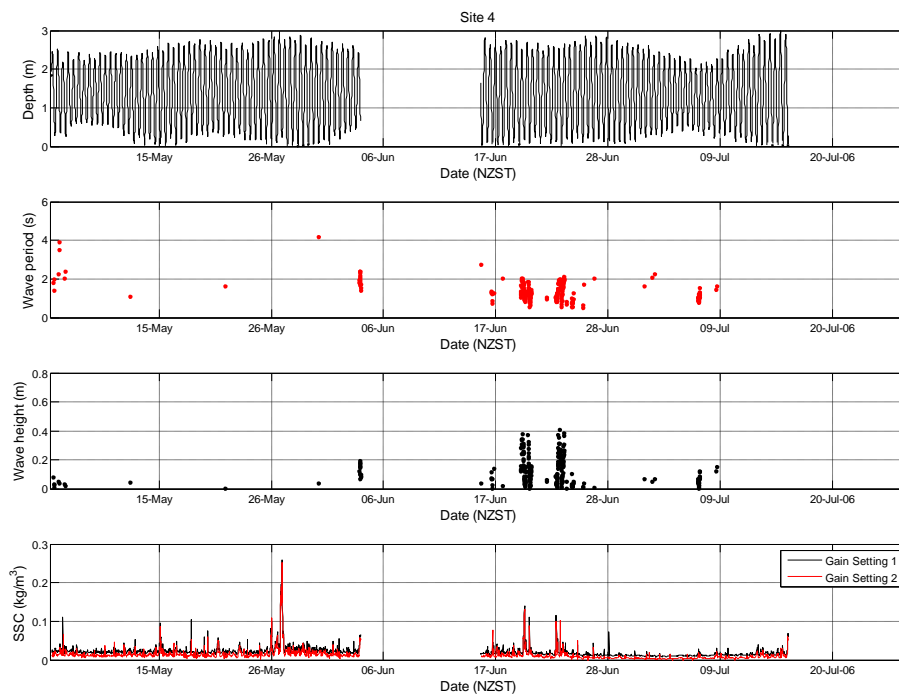 Site 4
3
2
1
0
Depth (m)
15-May 26-May 06-Jun 17-Jun 28-Jun 09-Jul 20-Jul-06
Date (NZST)
6
4
2
0
Wave period (s)
15-May 26-May 06-Jun 17-Jun 28-Jun 09-Jul 20-Jul-06
Date (NZST)
0.8
0.6
0.4
0.2
0
Wave height (m)
15-May 26-May 06-Jun 17-Jun 28-Jun 09-Jul 20-Jul-06
Date (NZST)
0.3
0.2
0.1
0
SSC (kg/m³)
Gain Setting 1
Gain Setting 2
15-May 26-May 06-Jun 17-Jun 28-Jun 09-Jul 20-Jul-06
Date (NZST)